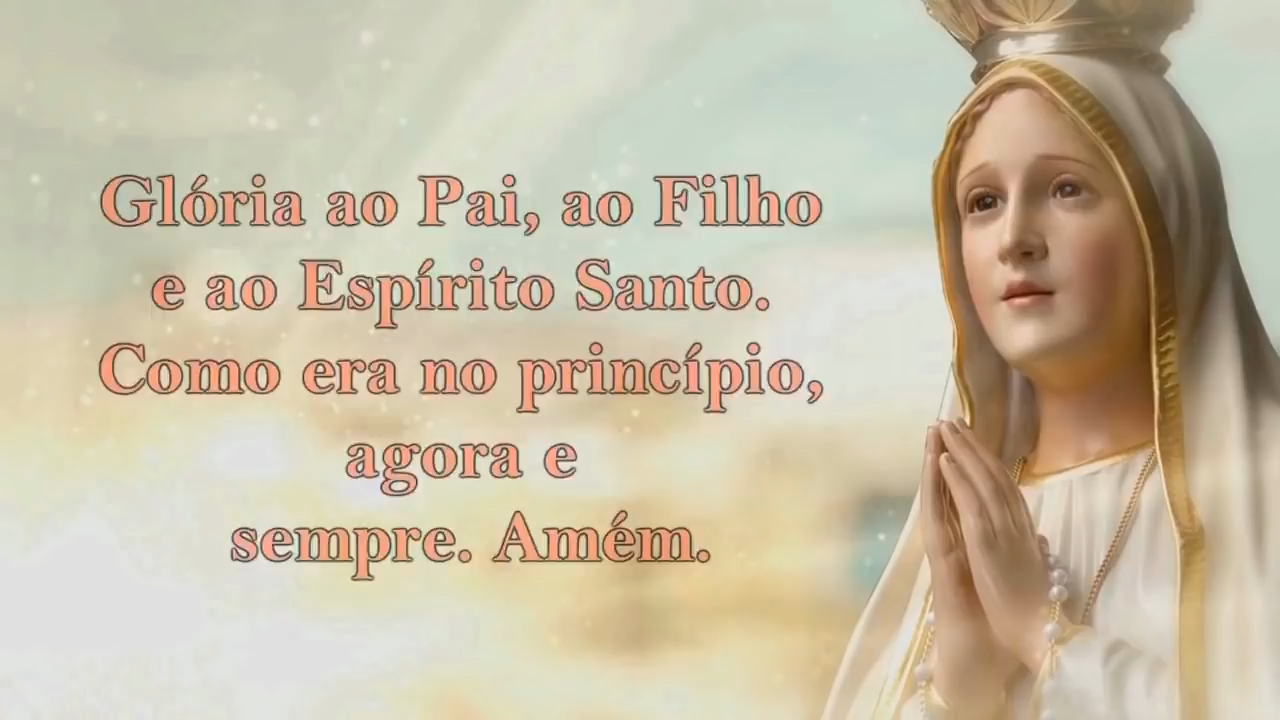 Glória ao Pai, ao Filho
e ao Espírito Santo.
Como era no princípio,
agora e
sempre. Amém.